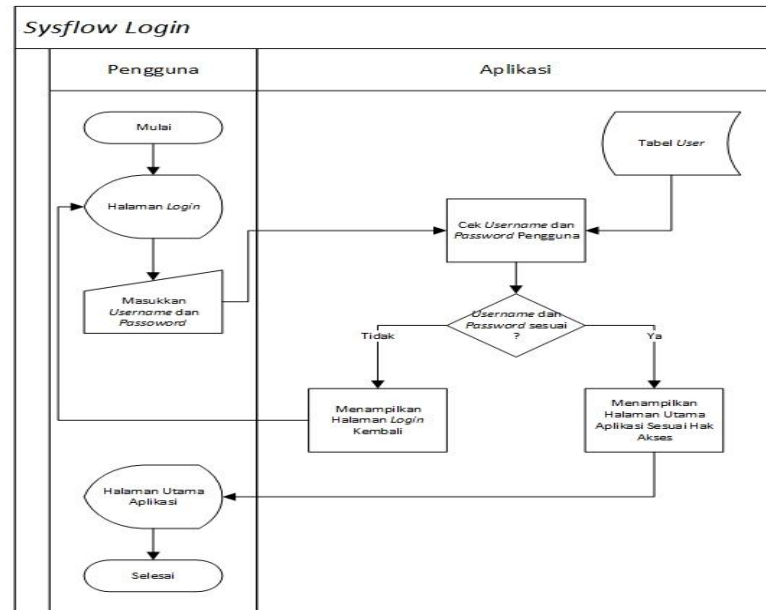 Sysflow Login
Pengguna
Aplikasi
Mulai
Tabel User
Halaman Login
Cek Username dan
Password Pengguna
Masukkan
Username dan
Passoword
Username dan
Password sesuai
?
Tidak
Ya
Menampilkan
Halaman Login
Kembali
Menampilkan
Halaman Utama
Aplikasi Sesuai Hak
Akses
Halaman Utama
Aplikasi
Selesai